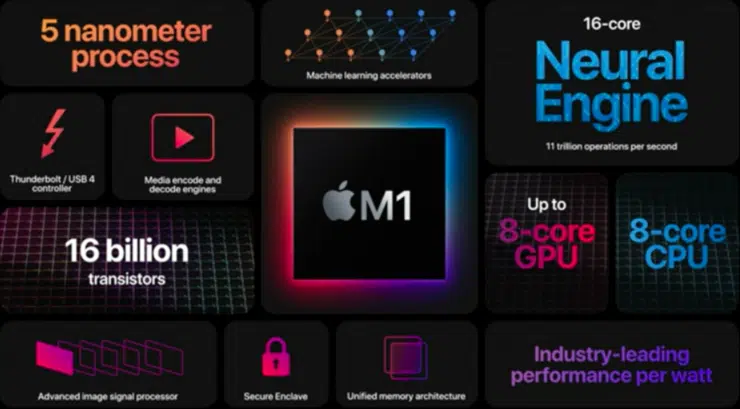 5 nanometer
process
Machine learning accelerators
16-core
Neural
Engine
11 trillion operations per second
Thunderbolt / USB 4
controller
Media encode and
decode engines
M1
16 billion
transistors
Up to
8-core
GPU
8-core
CPU
Advanced image signal processor
Secure Enclave
Unified memory architecture
Industry-leading
performance per watt